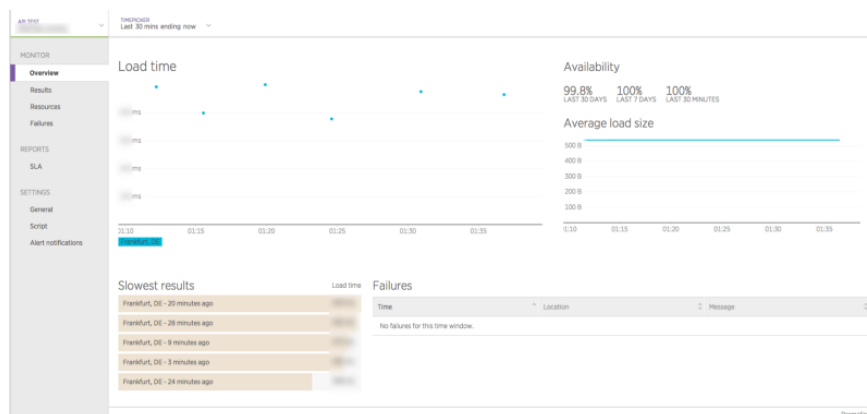 API TEST
TIMEPICKER
Last 30 mins ending now
MONITOR
Overview
Results
Resources
Failures
REPORTS
SLA
SETTINGS
General
Script
Alert notifications
Load time
ms
ms
ms
ms
01:10 01:15 01:20 01:25 01:30 01:35
Frankfurt, DE
Availability
99.8% 100% 100%
LAST 30 DAYS LAST 7 DAYS LAST 30 MINUTES
Average load size
500 B
400 B
300 B
200 B
100 B
01:10 01:15 01:20 01:25 01:30 01:35
Slowest results Load time
Frankfurt, DE - 20 minutes ago
Frankfurt, DE - 28 minutes ago
Frankfurt, DE - 9 minutes ago
Frankfurt, DE - 3 minutes ago
Frankfurt, DE - 24 minutes ago
Failures
Time Location Message
No failures for this time window.